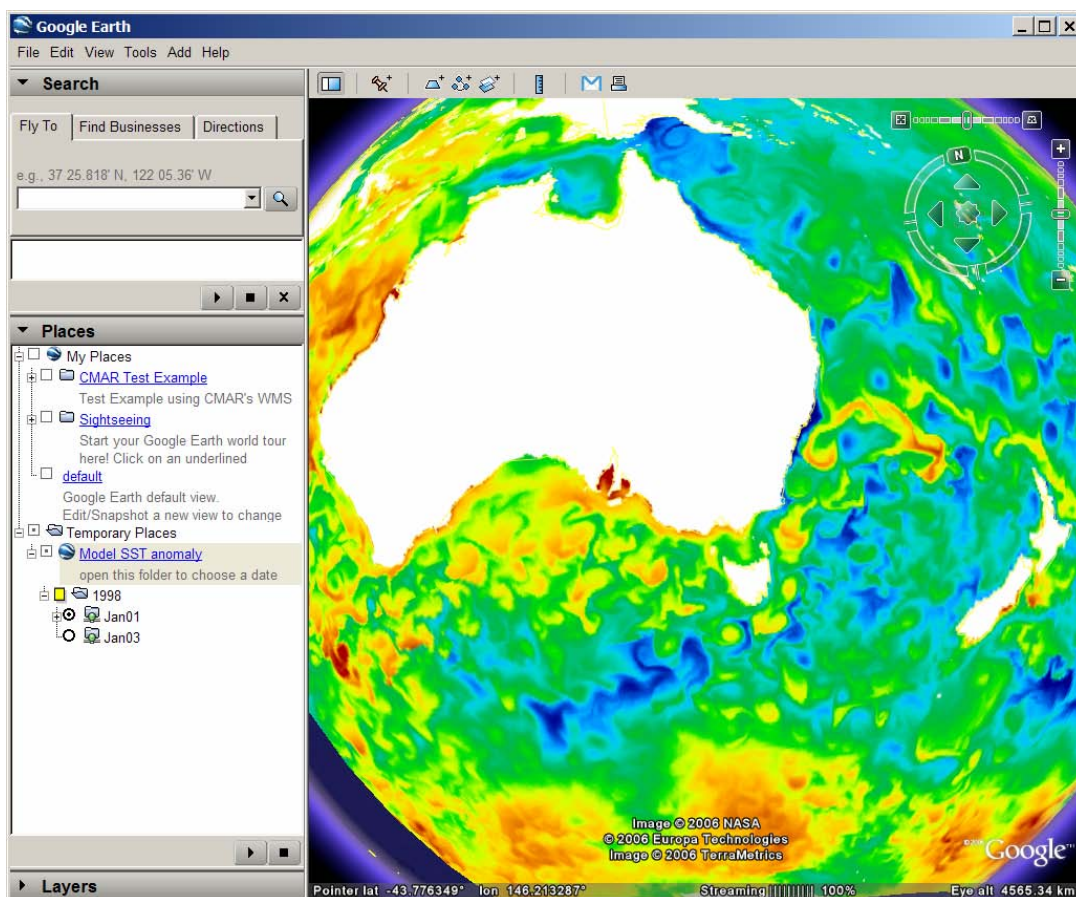 Google Earth
File Edit View Tools Add Help
Search
Fly To Find Businesses Directions
e.g., 37 25.818' N, 122 05.36' W
Places
My Places
CMAR Test Example
Test Example using CMAR's WMS
Sightseeing
Start your Google Earth world tour
here! Click on an underlined
default
Google Earth default view.
Edit/Snapshot a new view to change
Temporary Places
Model SST anomaly
open this folder to choose a date
1998
Jan01
Jan03
Layers
N
Image © 2006 NASA
© 2006 Europa Technologies
Image © 2006 TerraMetrics
Google™
Pointer lat -43.776349° lon 146.213287° Streaming |||||||||| 100% Eye alt 4565.34 km